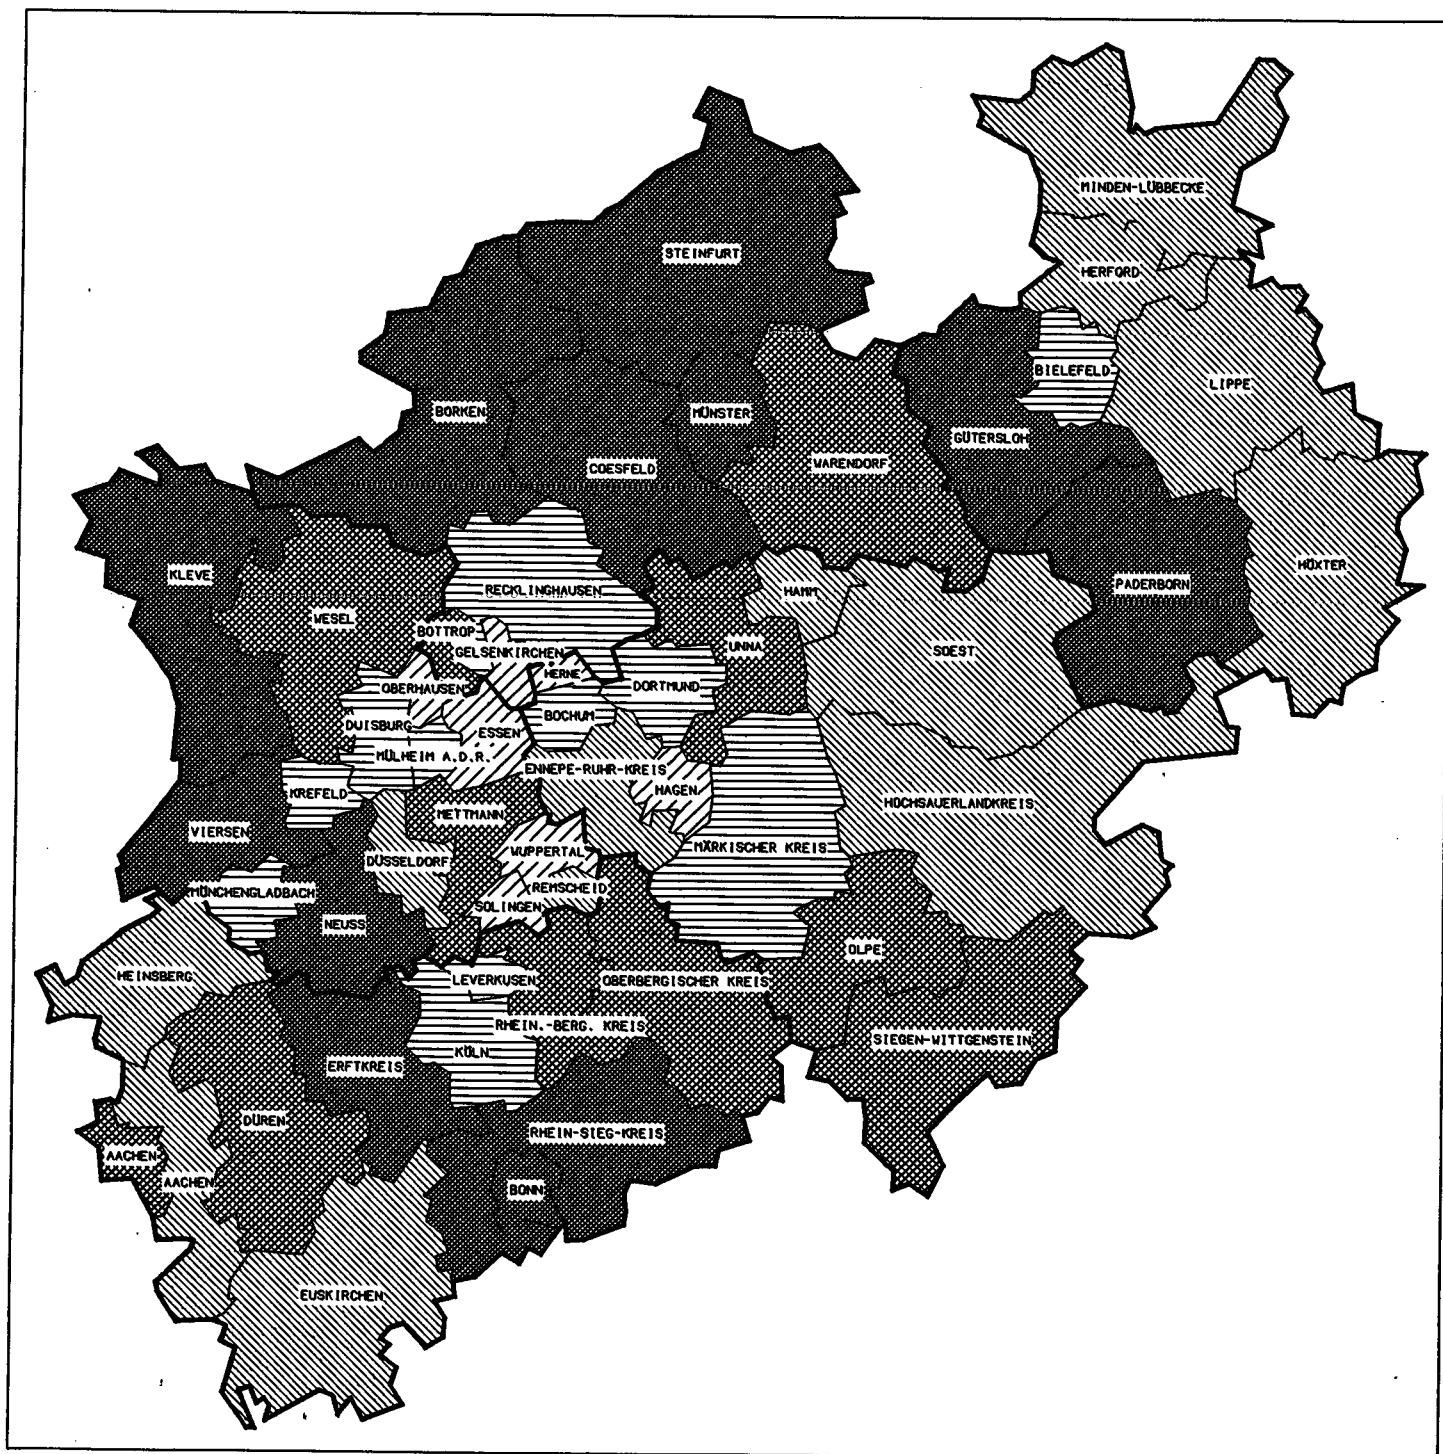 MINDEN-LÜBBECKE
STEINFURT
HERFORD
BIELEFELD
LIPPE
BORKEN
MÜNSTER
GÜTERSLOH
COESFELD
WARENDORF
KLEVE
HÖXTER
PADERBORN
RECKLINGHAUSEN
HAMM
WESEL
BOTTROP
UNNA
SOEST
GELSENKIRCHEN
HERNE
OBERHAUSEN
DORTMUND
DUISBURG
BOCHUM
ESSEN
MÜLHEIM A.D.R.
ENNEPE-RUHR-KREIS
KREFELD
HAGEN
HOCHSAUERLANDKREIS
METTMANN
VIERSEN
MÄRKISCHER KREIS
WUPPERTAL
DÜSSELDORF
REMSCHEID
MÜNCHENGLADBACH
SOLINGEN
NEUSS
OLPE
HEINSBERG
LEVERKUSEN
OBERBERGISCHER KREIS
RHEIN.-BERG. KREIS
SIEGEN-WITTGENSTEIN
KÖLN
ERFTKREIS
DÜREN
RHEIN-SIEG-KREIS
AACHEN
AACHEN
BONN
EUSKIRCHEN